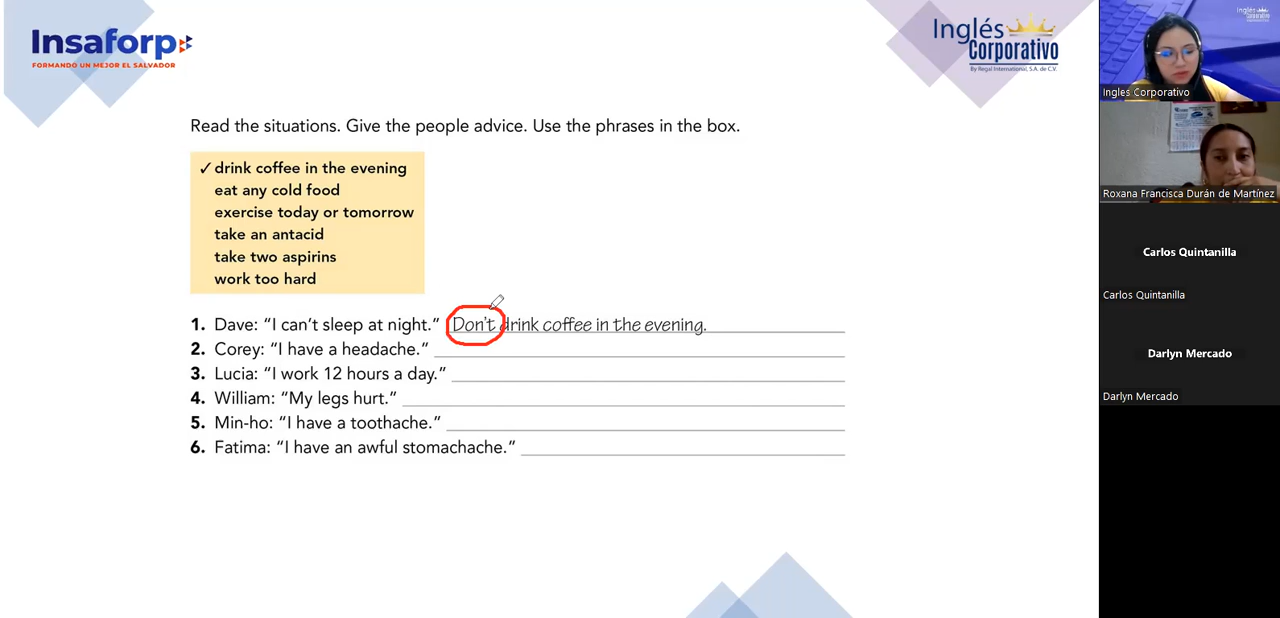 Insaforp
FORMANDO UN MEJOR EL SALVADOR
Inglés
Corporativo
By Regal International, S.A. de C.V.
Read the situations. Give the people advice. Use the phrases in the box.
✓ drink coffee in the evening
eat any cold food
exercise today or tomorrow
take an antacid
take two aspirins
work too hard
1. Dave: “I can’t sleep at night.” Don’t drink coffee in the evening.
2. Corey: “I have a headache.”
3. Lucia: “I work 12 hours a day.”
4. William: “My legs hurt.”
5. Min-ho: “I have a toothache.”
6. Fatima: “I have an awful stomachache.”
Ingles Corporativo
Roxana Francisca Durán de Martínez
Carlos Quintanilla
Carlos Quintanilla
Darlyn Mercado
Darlyn Mercado